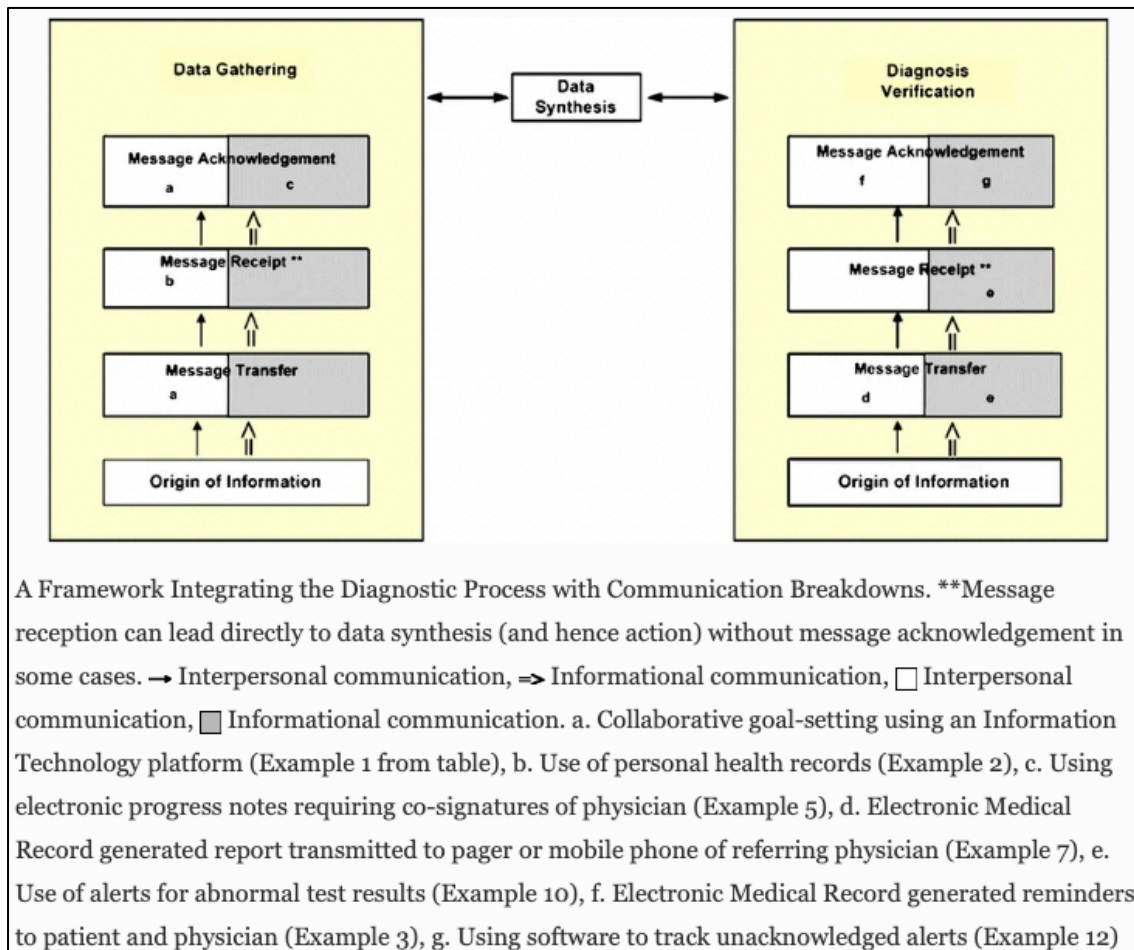 Data Gathering
Data
Synthesis
Diagnosis
Verification
Message Acknowledgement
a c
Message Receipt **
b
Message Transfer
a
Origin of Information
Message Acknowledgement
f g
Message Receipt **
e
Message Transfer
d e
Origin of Information
A Framework Integrating the Diagnostic Process with Communication Breakdowns. **Message
reception can lead directly to data synthesis (and hence action) without message acknowledgement in
some cases. → Interpersonal communication, => Informational communication, □ Interpersonal
communication, ■ Informational communication. a. Collaborative goal-setting using an Information
Technology platform (Example 1 from table), b. Use of personal health records (Example 2), c. Using
electronic progress notes requiring co-signatures of physician (Example 5), d. Electronic Medical
Record generated report transmitted to pager or mobile phone of referring physician (Example 7), e.
Use of alerts for abnormal test results (Example 10), f. Electronic Medical Record generated reminders
to patient and physician (Example 3), g. Using software to track unacknowledged alerts (Example 12)